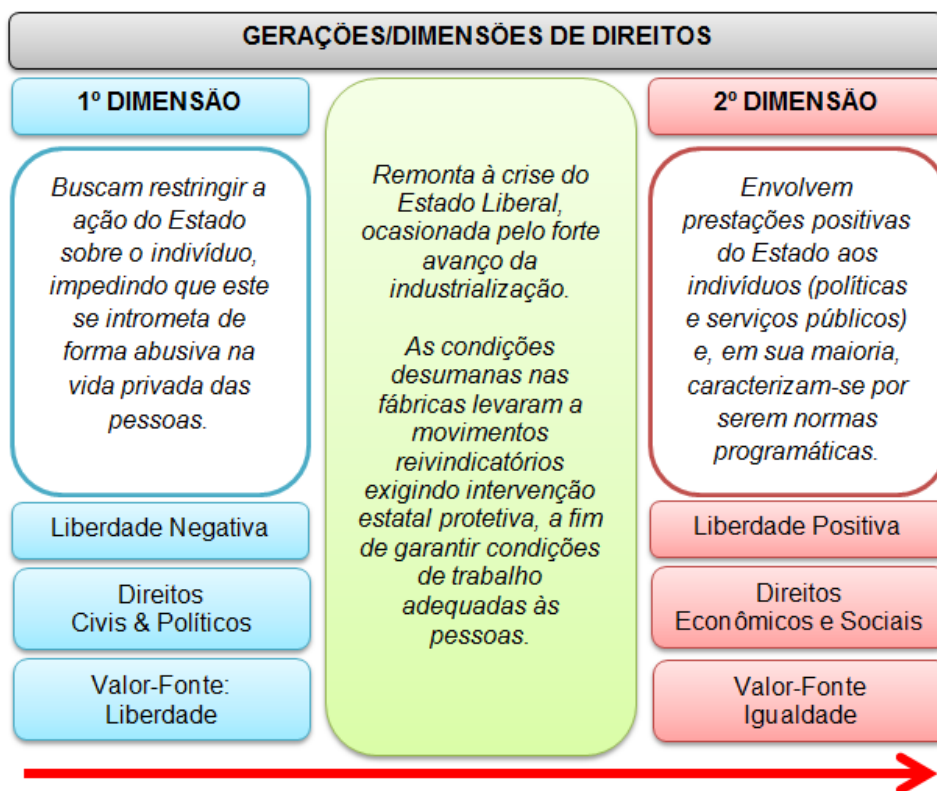 GERAÇÕES/DIMENSÕES DE DIREITOS
1º DIMENSÃO
Buscam restringir a
ação do Estado
sobre o indivíduo,
impedindo que este
se intrometa de
forma abusiva na
vida privada das
pessoas.
Liberdade Negativa
Direitos
Civis & Políticos
Valor-Fonte:
Liberdade
Remonta à crise do
Estado Liberal,
ocasionada pelo forte
avanço da
industrialização.
As condições
desumanas nas
fábricas levaram a
movimentos
reivindicatórios
exigindo intervenção
estatal protetiva, a fim
de garantir condições
de trabalho
adequadas às
pessoas.
2º DIMENSÃO
Envolvem
prestações positivas
do Estado aos
indivíduos (políticas
e serviços públicos)
e, em sua maioria,
caracterizam-se por
serem normas
programáticas.
Liberdade Positiva
Direitos
Econômicos e Sociais
Valor-Fonte
Igualdade